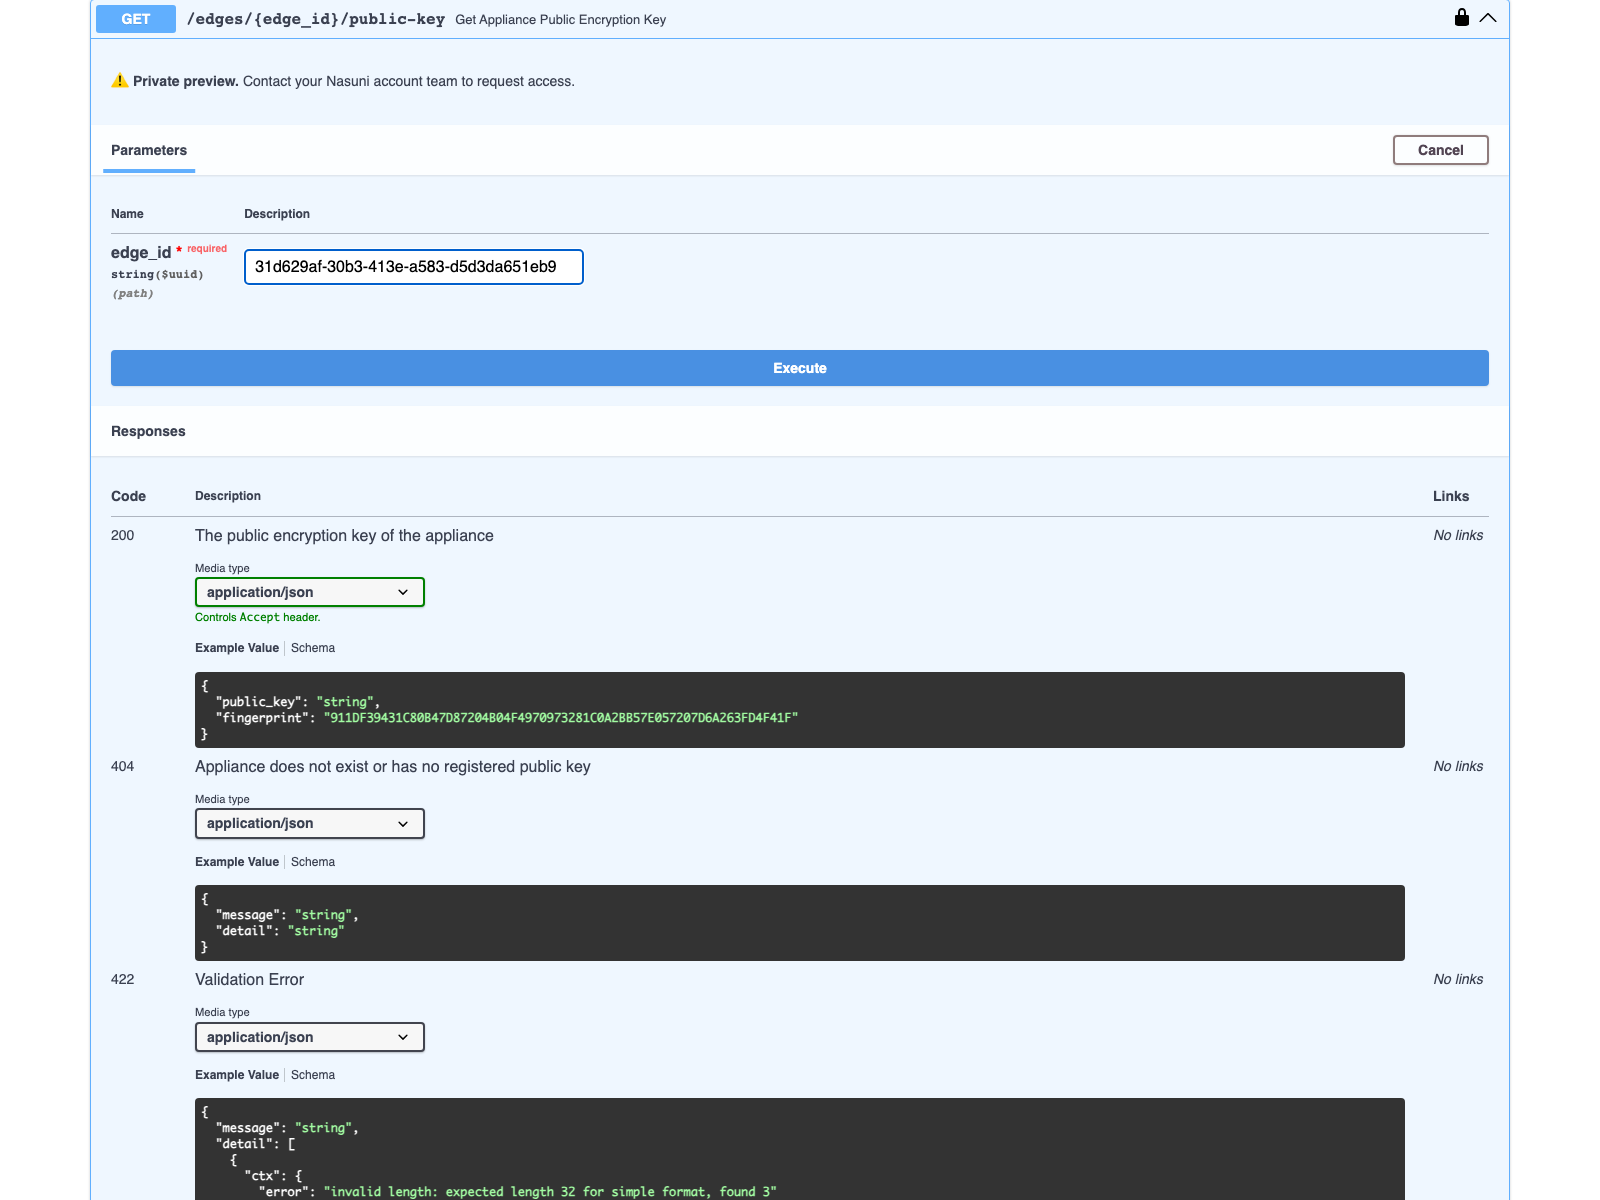 GET /edges/{edge_id}/public-key Get Appliance Public Encryption Key
Private preview. Contact your Nasuni account team to request access.
Parameters Cancel
Name Description
edge_id * required
31d629af-30b3-413e-a583-d5d3da651eb9
string($uuid)
(path)
Execute
Responses
Code Description Links
200 The public encryption key of the appliance No links
Media type
application/json
Controls Accept header.
Example Value Schema
{
"public_key": "string",
"fingerprint": "911DF39431C80B47D87204B04F4970973281C0A2BB57E057207D6A263FD4F41F"
}
404 Appliance does not exist or has no registered public key No links
Media type
application/json
Example Value Schema
{
"message": "string",
"detail": "string"
}
422 Validation Error No links
Media type
application/json
Example Value Schema
{
"message": "string",
"detail": [
{
"ctx": {
"error": "invalid length: expected length 32 for simple format, found 3"